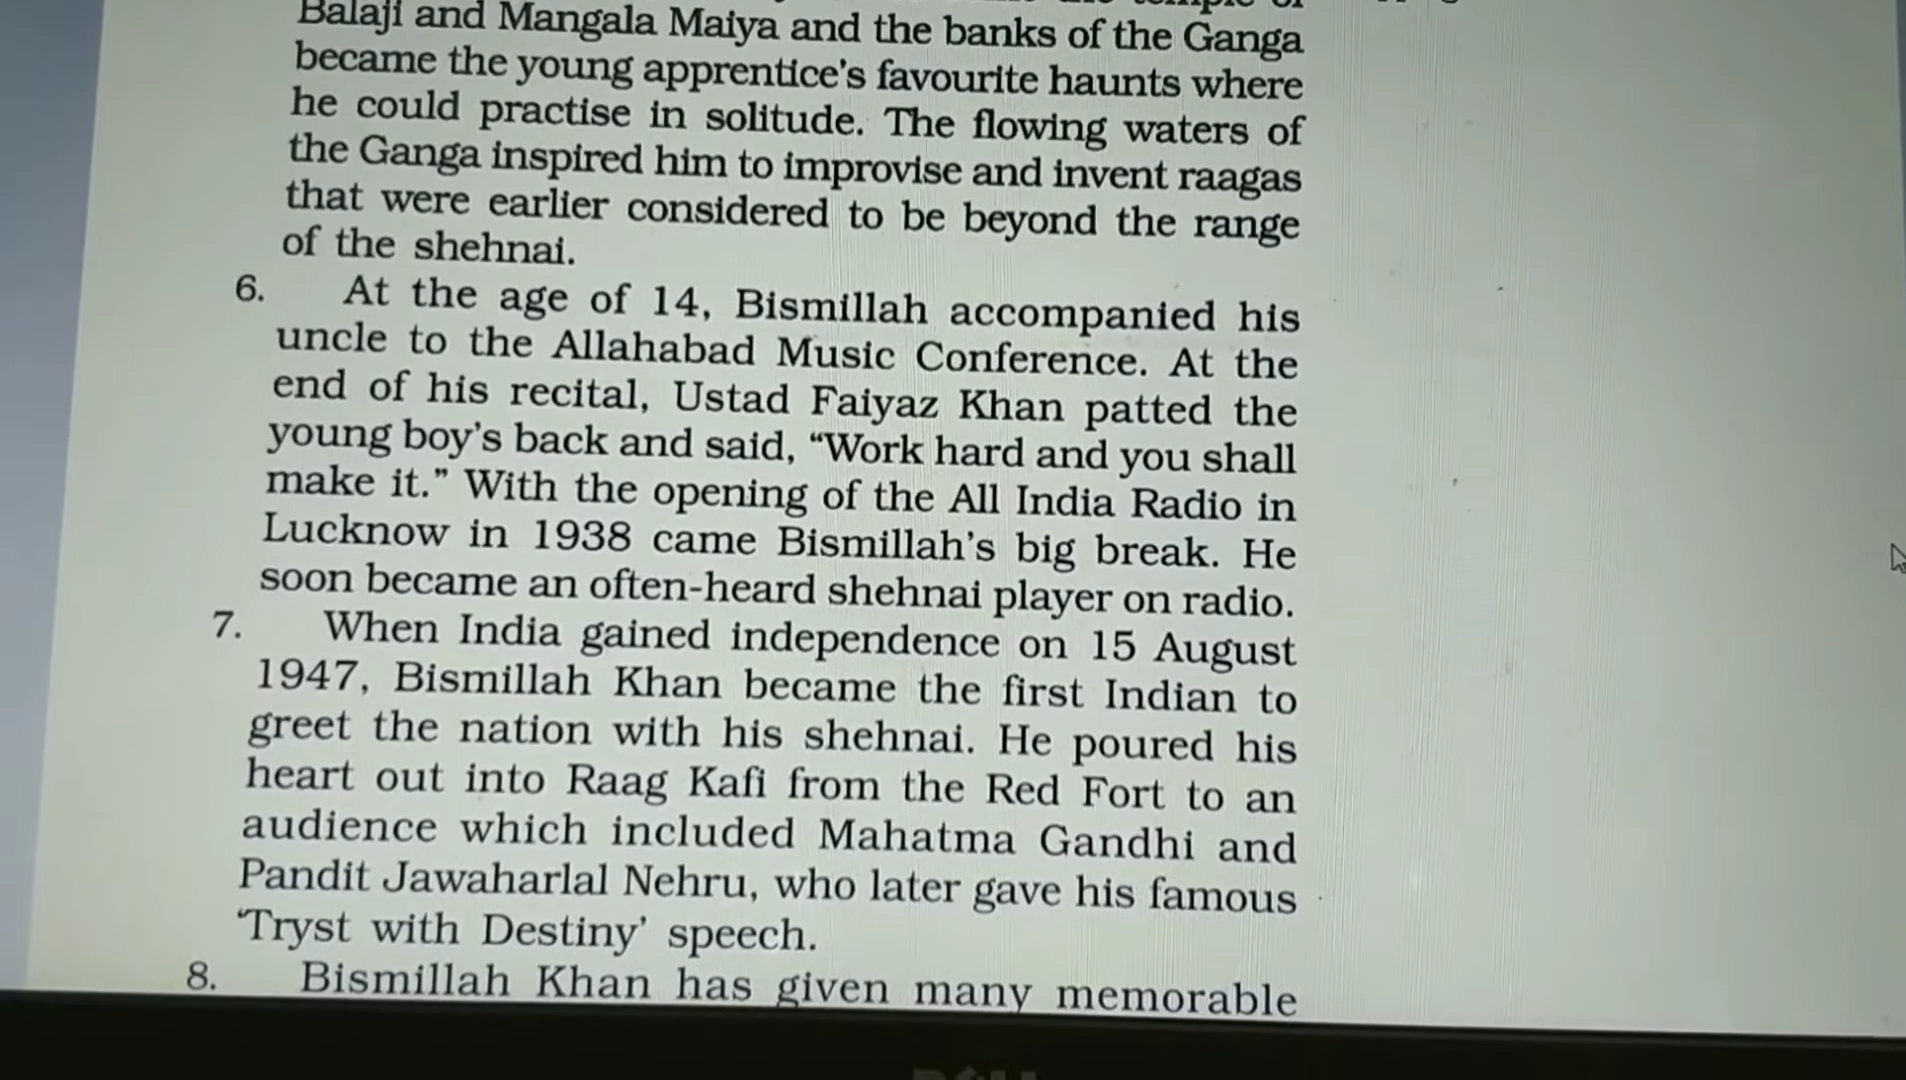 Balaji and Mangala Maiya and the banks of the Ganga
became the young apprentice's favourite haunts where
he could practise in solitude. The flowing waters of
the Ganga inspired him to improvise and invent raagas
that were earlier considered to be beyond the range
of the shehnai.
6. At the age of 14, Bismillah accompanied his
uncle to the Allahabad Music Conference. At the
end of his recital, Ustad Faiyaz Khan patted the
young boy's back and said, “Work hard and you shall
make it.” With the opening of the All India Radio in
Lucknow in 1938 came Bismillah's big break. He
soon became an often-heard shehnai player on radio.
7. When India gained independence on 15 August
1947, Bismillah Khan became the first Indian to
greet the nation with his shehnai. He poured his
heart out into Raag Kafi from the Red Fort to an
audience which included Mahatma Gandhi and
Pandit Jawaharlal Nehru, who later gave his famous
‘Tryst with Destiny’ speech.
8. Bismillah Khan has given many memorable